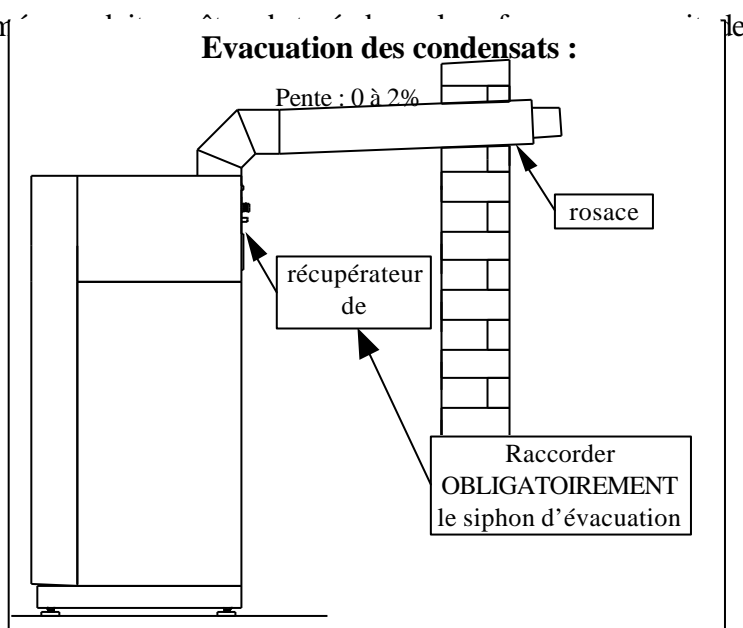 Evacuation des condensats :
Pente : 0 à 2%
rosace
récupérateur
de
Raccorder
OBLIGATOIREMENT
le siphon d’évacuation